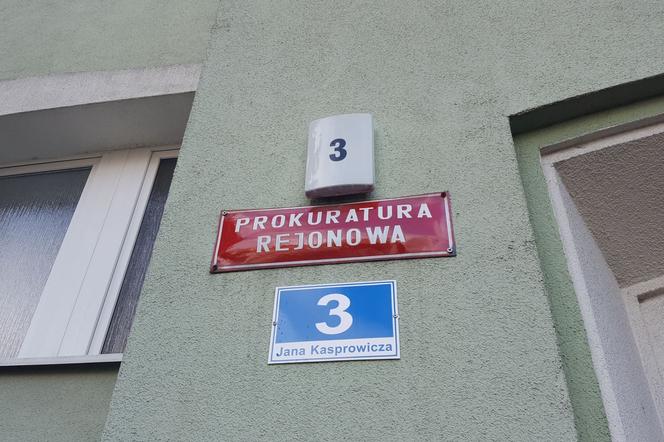 3
PROKURATURA
REJONOWA
3
Jana Kasprowicza